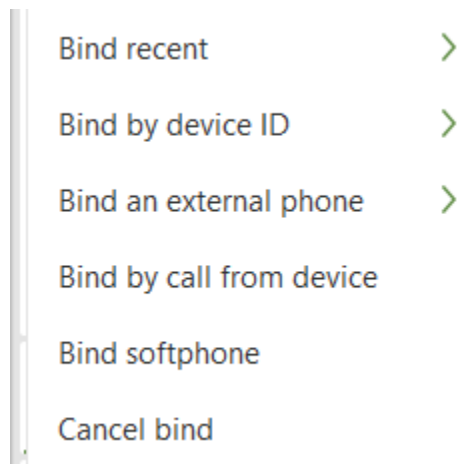 Bind recent
Bind by device ID
Bind an external phone
Bind by call from device
Bind softphone
Cancel bind